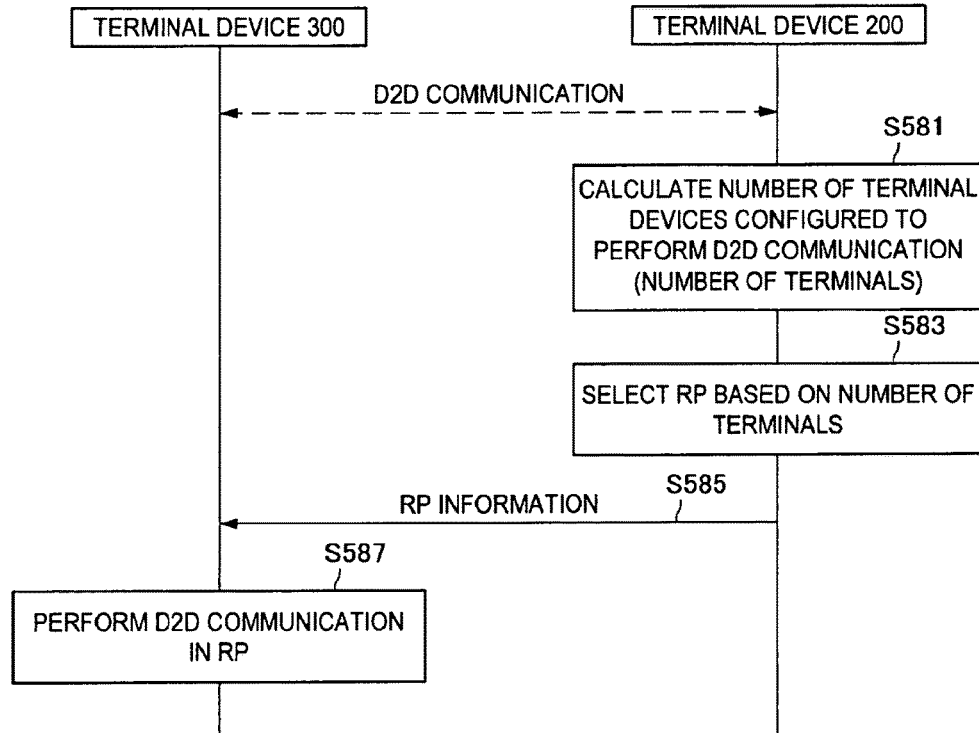 TERMINAL DEVICE 300
TERMINAL DEVICE 200
D2D COMMUNICATION
S581
CALCULATE NUMBER OF TERMINAL
DEVICES CONFIGURED TO
PERFORM D2D COMMUNICATION
(NUMBER OF TERMINALS)
S583
SELECT RP BASED ON NUMBER OF
TERMINALS
S585
RP INFORMATION
S587
PERFORM D2D COMMUNICATION
IN RP